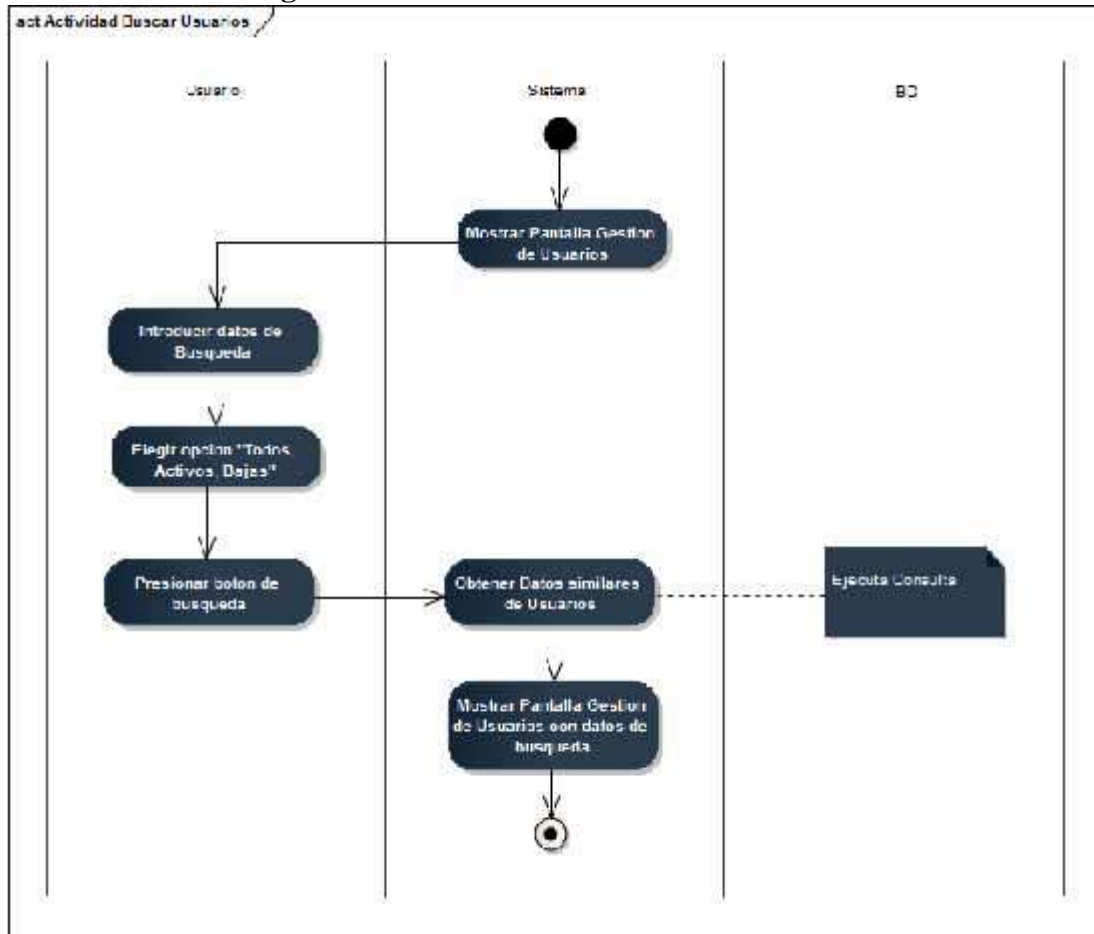 act Actividad Buscar Usuarios
Usuario
Sistema
BD
Mostrar Pantalla Gestion
de Usuarios
Introducir datos de
Busqueda
Elegir opcion "Todos,
Activos, Bajas"
Presionar boton de
busqueda
Obtener Datos similares
de Usuarios
Ejecuta Consulta
Mostrar Pantalla Gestion
de Usuarios con datos de
busqueda